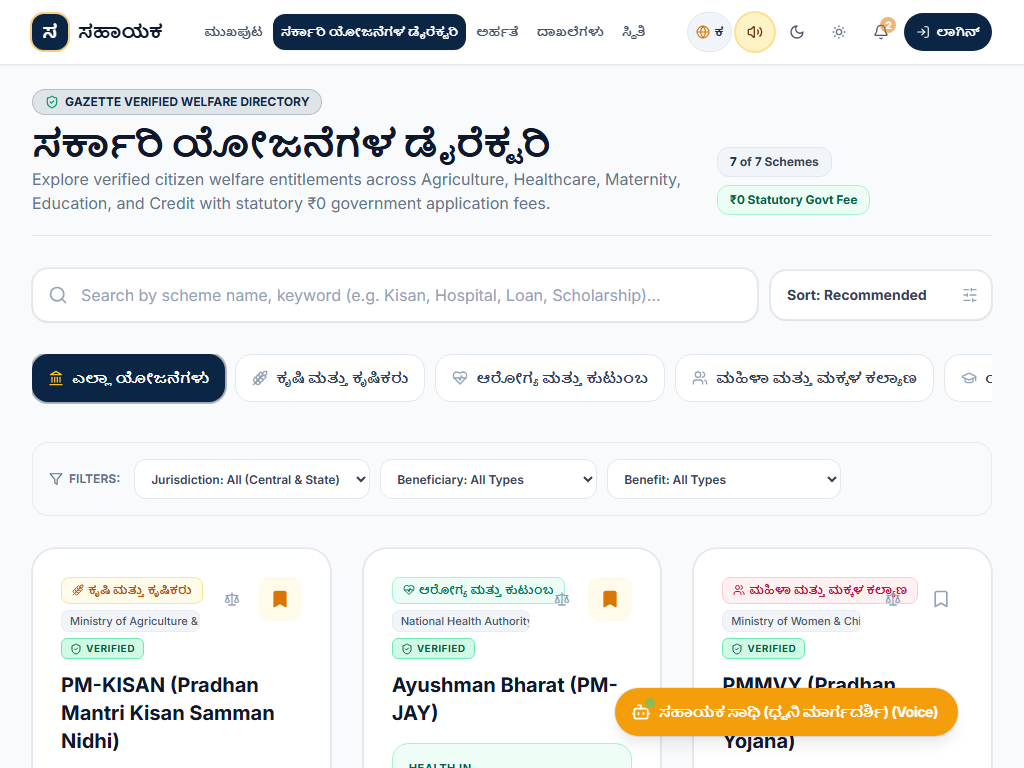 ಸ ಸಹಾಯಕ ಮುಖಪುಟ ಸರ್ಕಾರಿ ಯೋಜನೆಗಳ ಡೈರೆಕ್ಟರಿ ಅರ್ಹತೆ ದಾಖಲೆಗಳು ಸ್ಥಿತಿ ಕ 2 ಲಾಗಿನ್
GAZETTE VERIFIED WELFARE DIRECTORY
ಸರ್ಕಾರಿ ಯೋಜನೆಗಳ ಡೈರೆಕ್ಟರಿ
Explore verified citizen welfare entitlements across Agriculture, Healthcare, Maternity,
Education, and Credit with statutory ₹0 government application fees.
7 of 7 Schemes
₹0 Statutory Govt Fee
Search by scheme name, keyword (e.g. Kisan, Hospital, Loan, Scholarship)...
Sort: Recommended
ಎಲ್ಲಾ ಯೋಜನೆಗಳು ಕೃಷಿ ಮತ್ತು ಕೃಷಿಕರು ಆರೋಗ್ಯ ಮತ್ತು ಕುಟುಂಬ ಮಹಿಳಾ ಮತ್ತು ಮಕ್ಕಳ ಕಲ್ಯಾಣ
FILTERS: Jurisdiction: All (Central & State) Beneficiary: All Types Benefit: All Types
ಕೃಷಿ ಮತ್ತು ಕೃಷಿಕರು
Ministry of Agriculture &
VERIFIED
PM-KISAN (Pradhan
Mantri Kisan Samman
Nidhi)
ಆರೋಗ್ಯ ಮತ್ತು ಕುಟುಂಬ
National Health Authority
VERIFIED
Ayushman Bharat (PM-
JAY)
HEALTH IN
ಮಹಿಳಾ ಮತ್ತು ಮಕ್ಕಳ ಕಲ್ಯಾಣ
Ministry of Women & Chi
VERIFIED
PMMVY (Pradhan
Yojana)
ಸಹಾಯಕ ಸಾಥಿ (ಧ್ವನಿ ಮಾರ್ಗದರ್ಶಿ) (Voice)